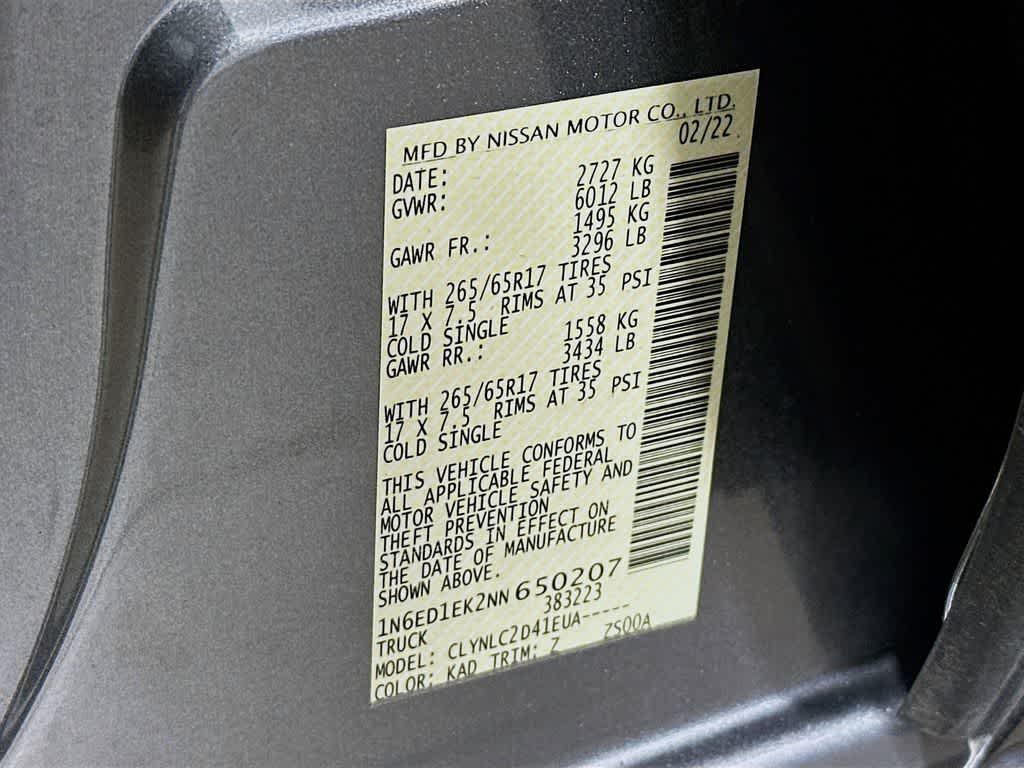 MFD BY NISSAN MOTOR CO., LTD.
DATE: 02/22
GVWR: 2727 KG
6012 LB
GAWR FR.: 1495 KG
3296 LB
WITH 265/65R17 TIRES
17 X 7.5 RIMS AT 35 PSI
COLD SINGLE
GAWR RR.: 1558 KG
3434 LB
WITH 265/65R17 TIRES
17 X 7.5 RIMS AT 35 PSI
COLD SINGLE
THIS VEHICLE CONFORMS TO
ALL APPLICABLE FEDERAL
MOTOR VEHICLE SAFETY AND
THEFT PREVENTION
STANDARDS IN EFFECT ON
THE DATE OF MANUFACTURE
SHOWN ABOVE.
1N6ED1EK2NN650207
TRUCK 383223
MODEL: CLYNLC2D41EUA-----
COLOR: KAD TRIM: Z ZS00A